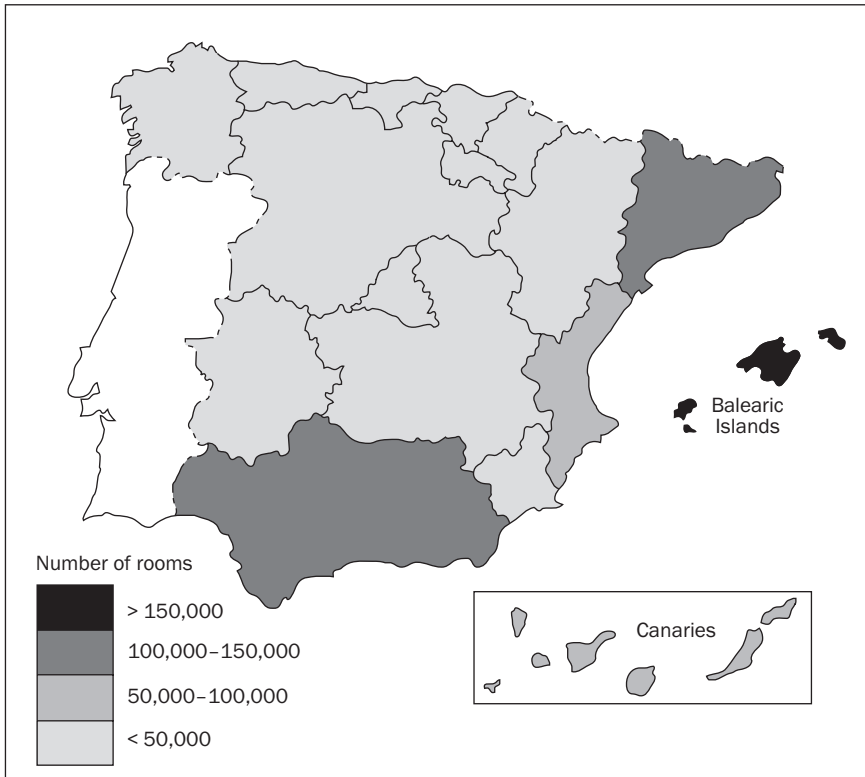 Balearic
Islands
Number of rooms
> 150,000
100,000–150,000
50,000–100,000
< 50,000
Canaries